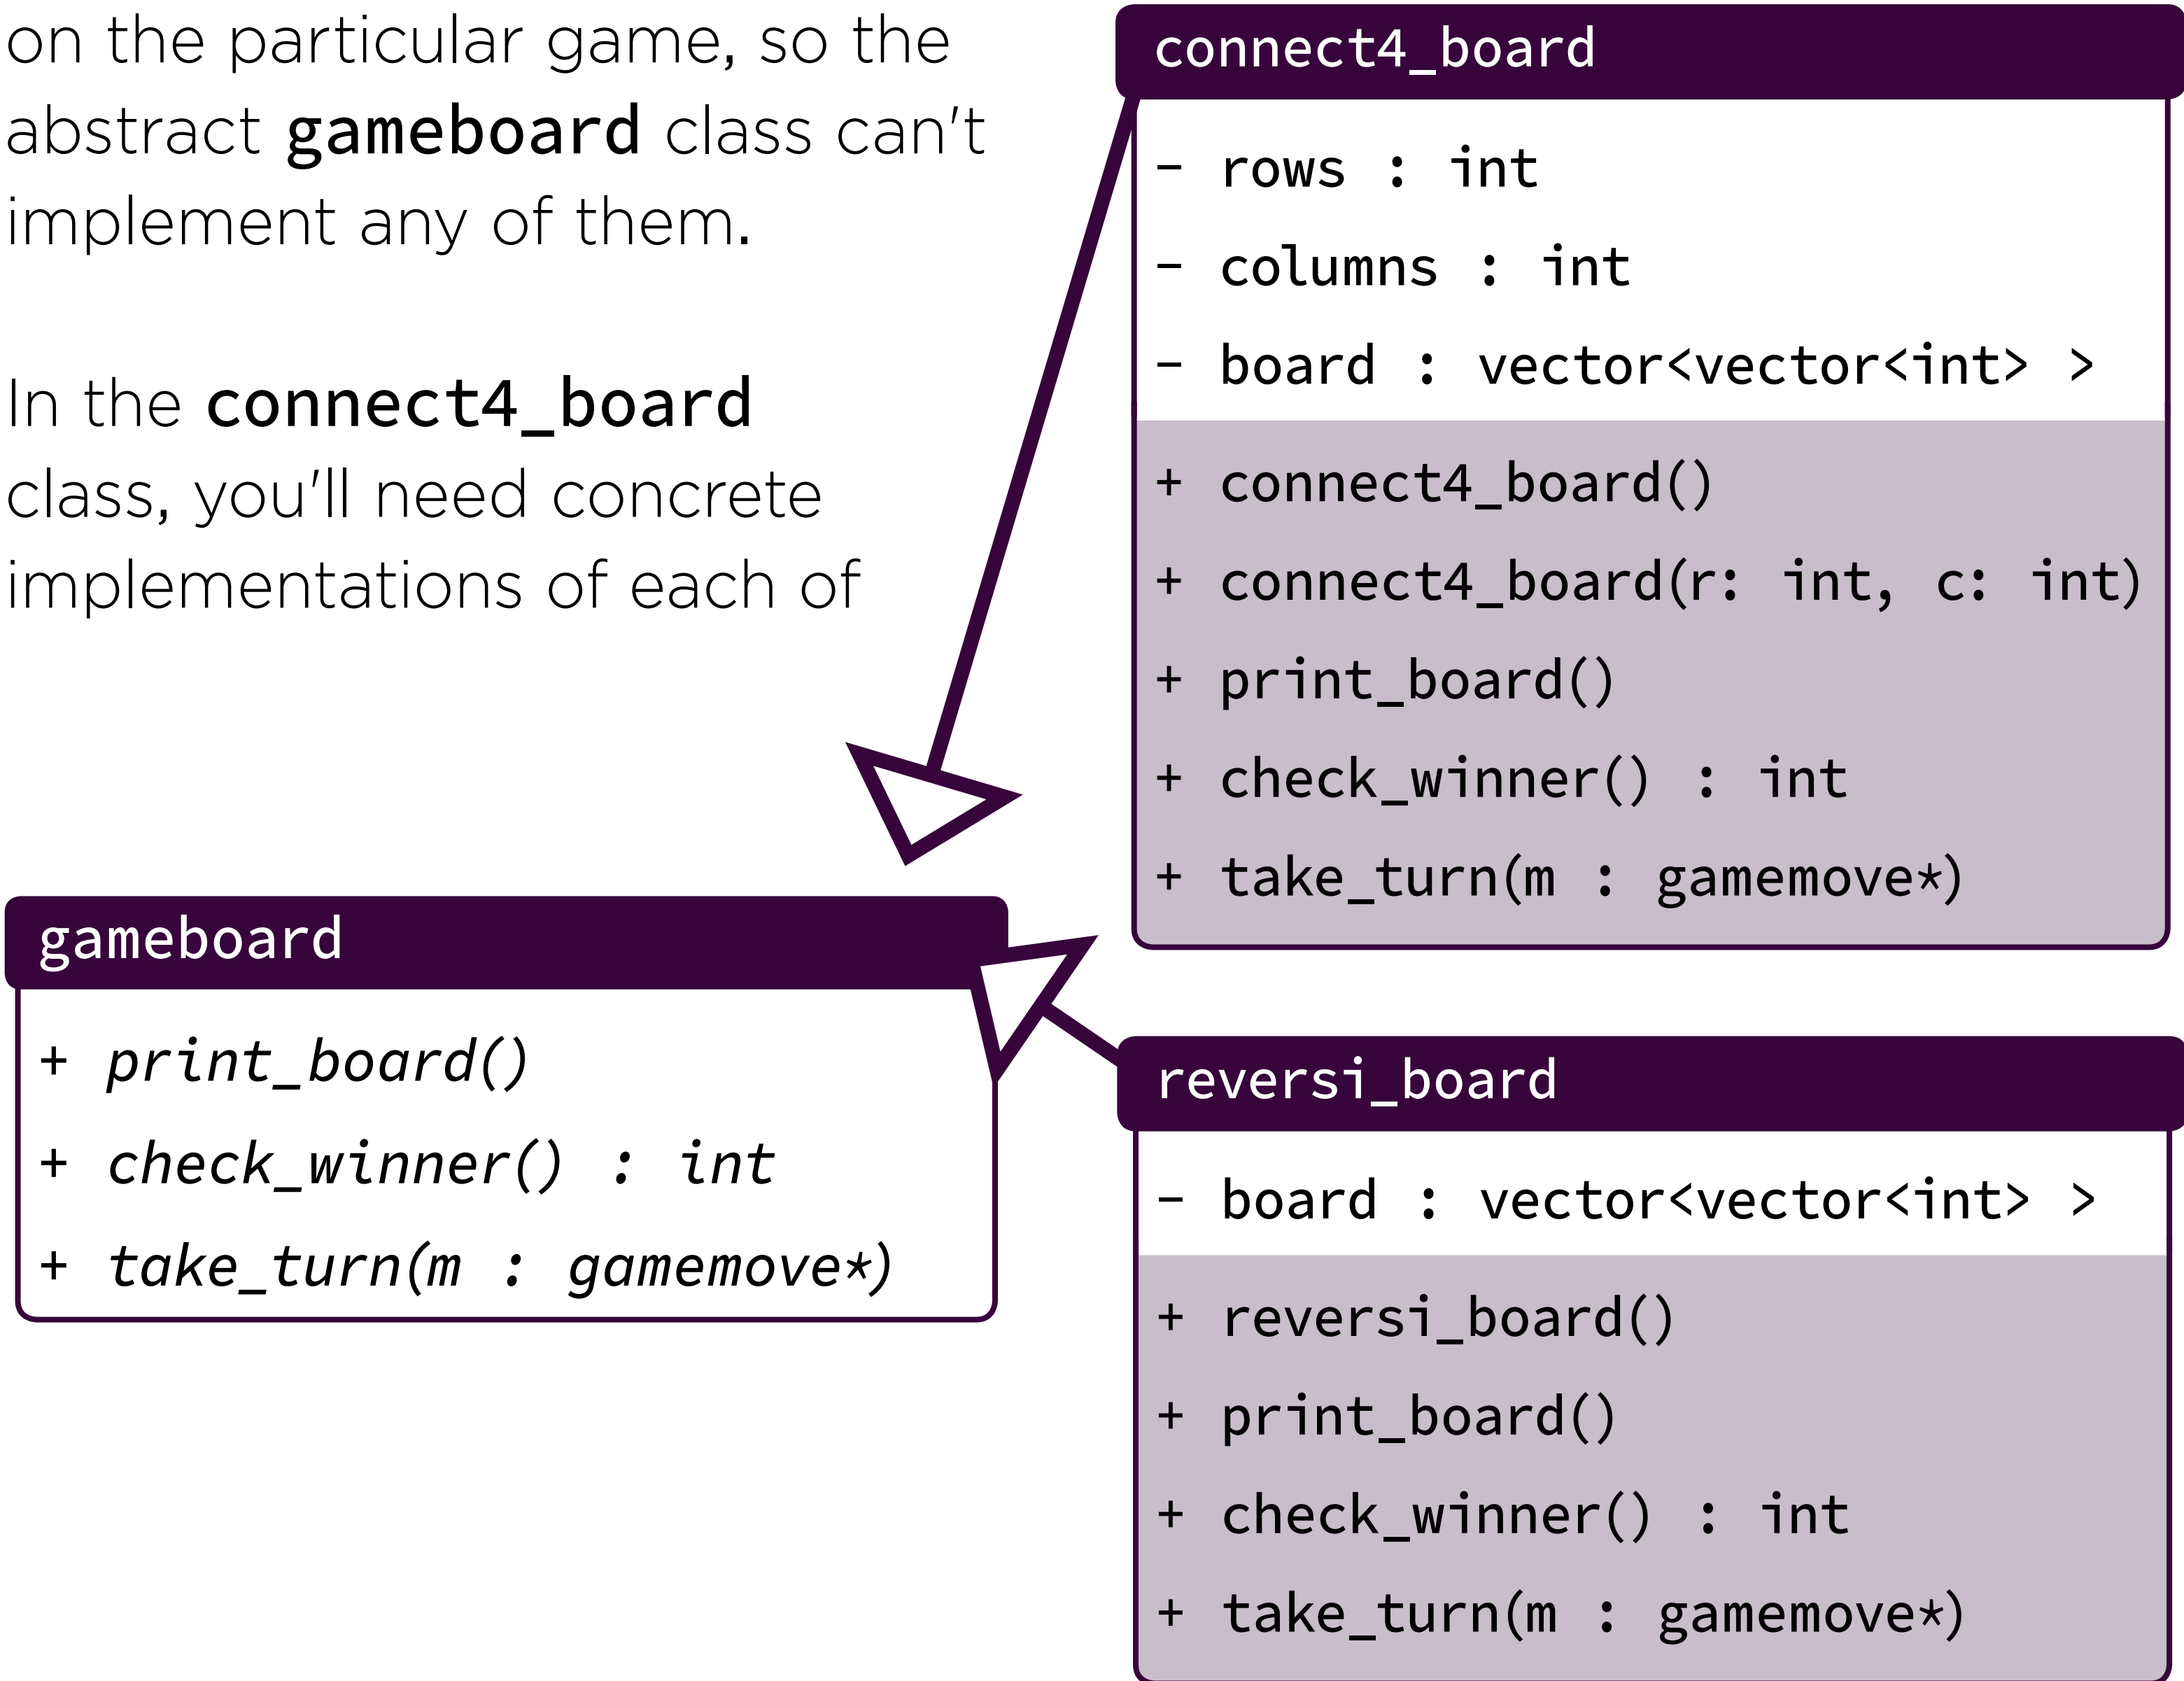 on the particular game, so the
abstract gameboard class can't
implement any of them.
In the connect4_board
class, you'll need concrete
implementations of each of
connect4_board
- rows : int
- columns : int
- board : vector<vector<int> >
+ connect4_board()
+ connect4_board(r: int, c: int)
+ print_board()
+ check_winner() : int
+ take_turn(m : gamemove*)
gameboard
+ print_board()
+ check_winner() : int
+ take_turn(m : gamemove*)
reversi_board
- board : vector<vector<int> >
+ reversi_board()
+ print_board()
+ check_winner() : int
+ take_turn(m : gamemove*)